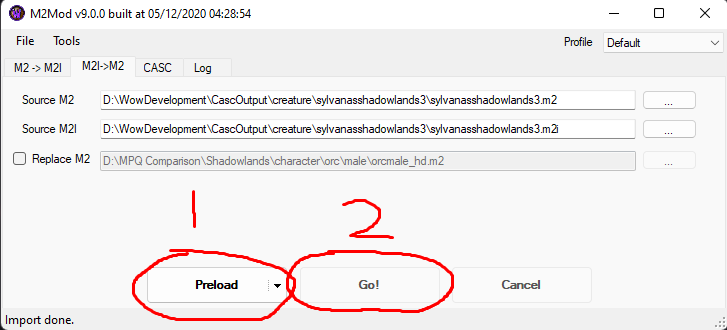 M2Mod v9.0.0 built at 05/12/2020 04:28:54
File Tools Profile Default
M2 -> M2I M2I->M2 CASC Log
Source M2 D:\WowDevelopment\CascOutput\creature\sylvanasshadowlands3\sylvanasshadowlands3.m2 ...
Source M2I D:\WowDevelopment\CascOutput\creature\sylvanasshadowlands3\sylvanasshadowlands3.m2i ...
Replace M2 D:\MPQ Comparison\Shadowlands\character\orc\male\orcmale_hd.m2 ...
1 2
Preload Go! Cancel
Import done.